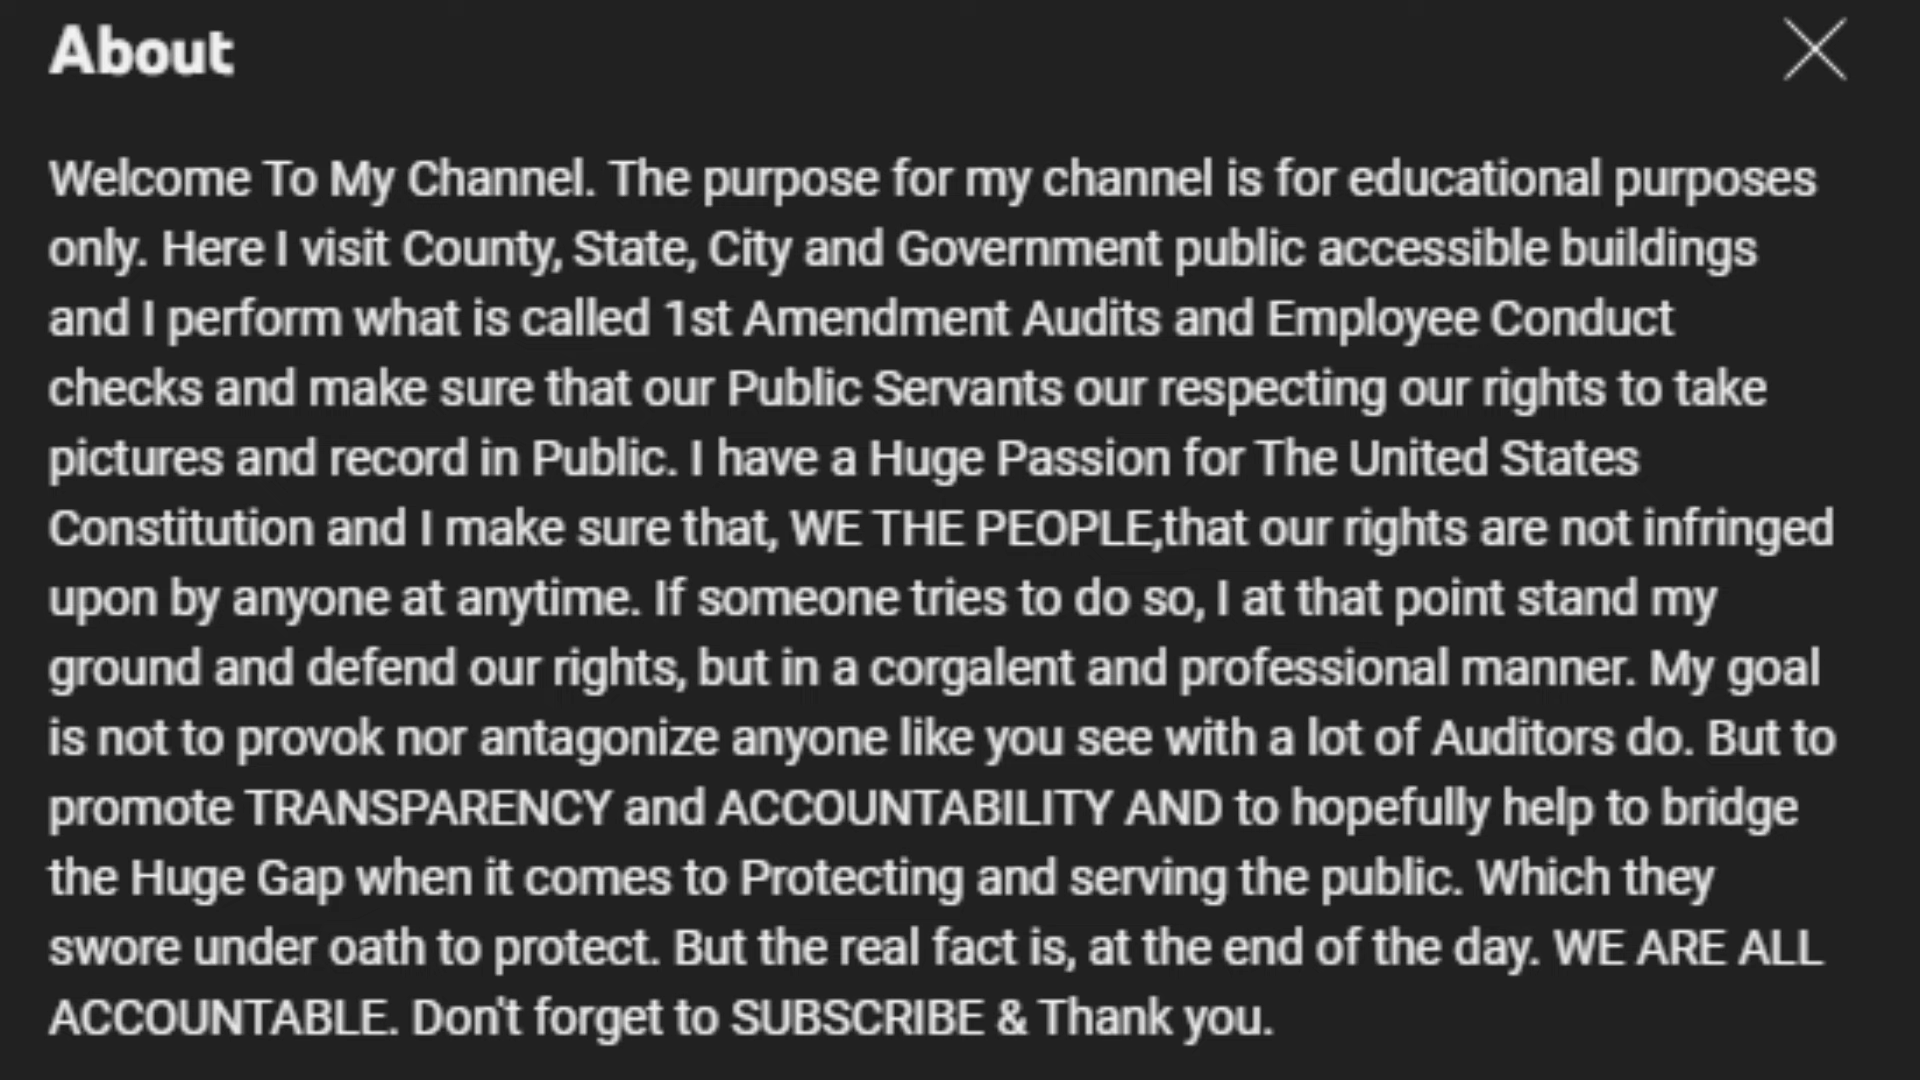 About
Welcome To My Channel. The purpose for my channel is for educational purposes
only. Here I visit County, State, City and Government public accessible buildings
and I perform what is called 1st Amendment Audits and Employee Conduct
checks and make sure that our Public Servants our respecting our rights to take
pictures and record in Public. I have a Huge Passion for The United States
Constitution and I make sure that, WE THE PEOPLE,that our rights are not infringed
upon by anyone at anytime. If someone tries to do so, I at that point stand my
ground and defend our rights, but in a corgalent and professional manner. My goal
is not to provok nor antagonize anyone like you see with a lot of Auditors do. But to
promote TRANSPARENCY and ACCOUNTABILITY AND to hopefully help to bridge
the Huge Gap when it comes to Protecting and serving the public. Which they
swore under oath to protect. But the real fact is, at the end of the day. WE ARE ALL
ACCOUNTABLE. Don't forget to SUBSCRIBE & Thank you.